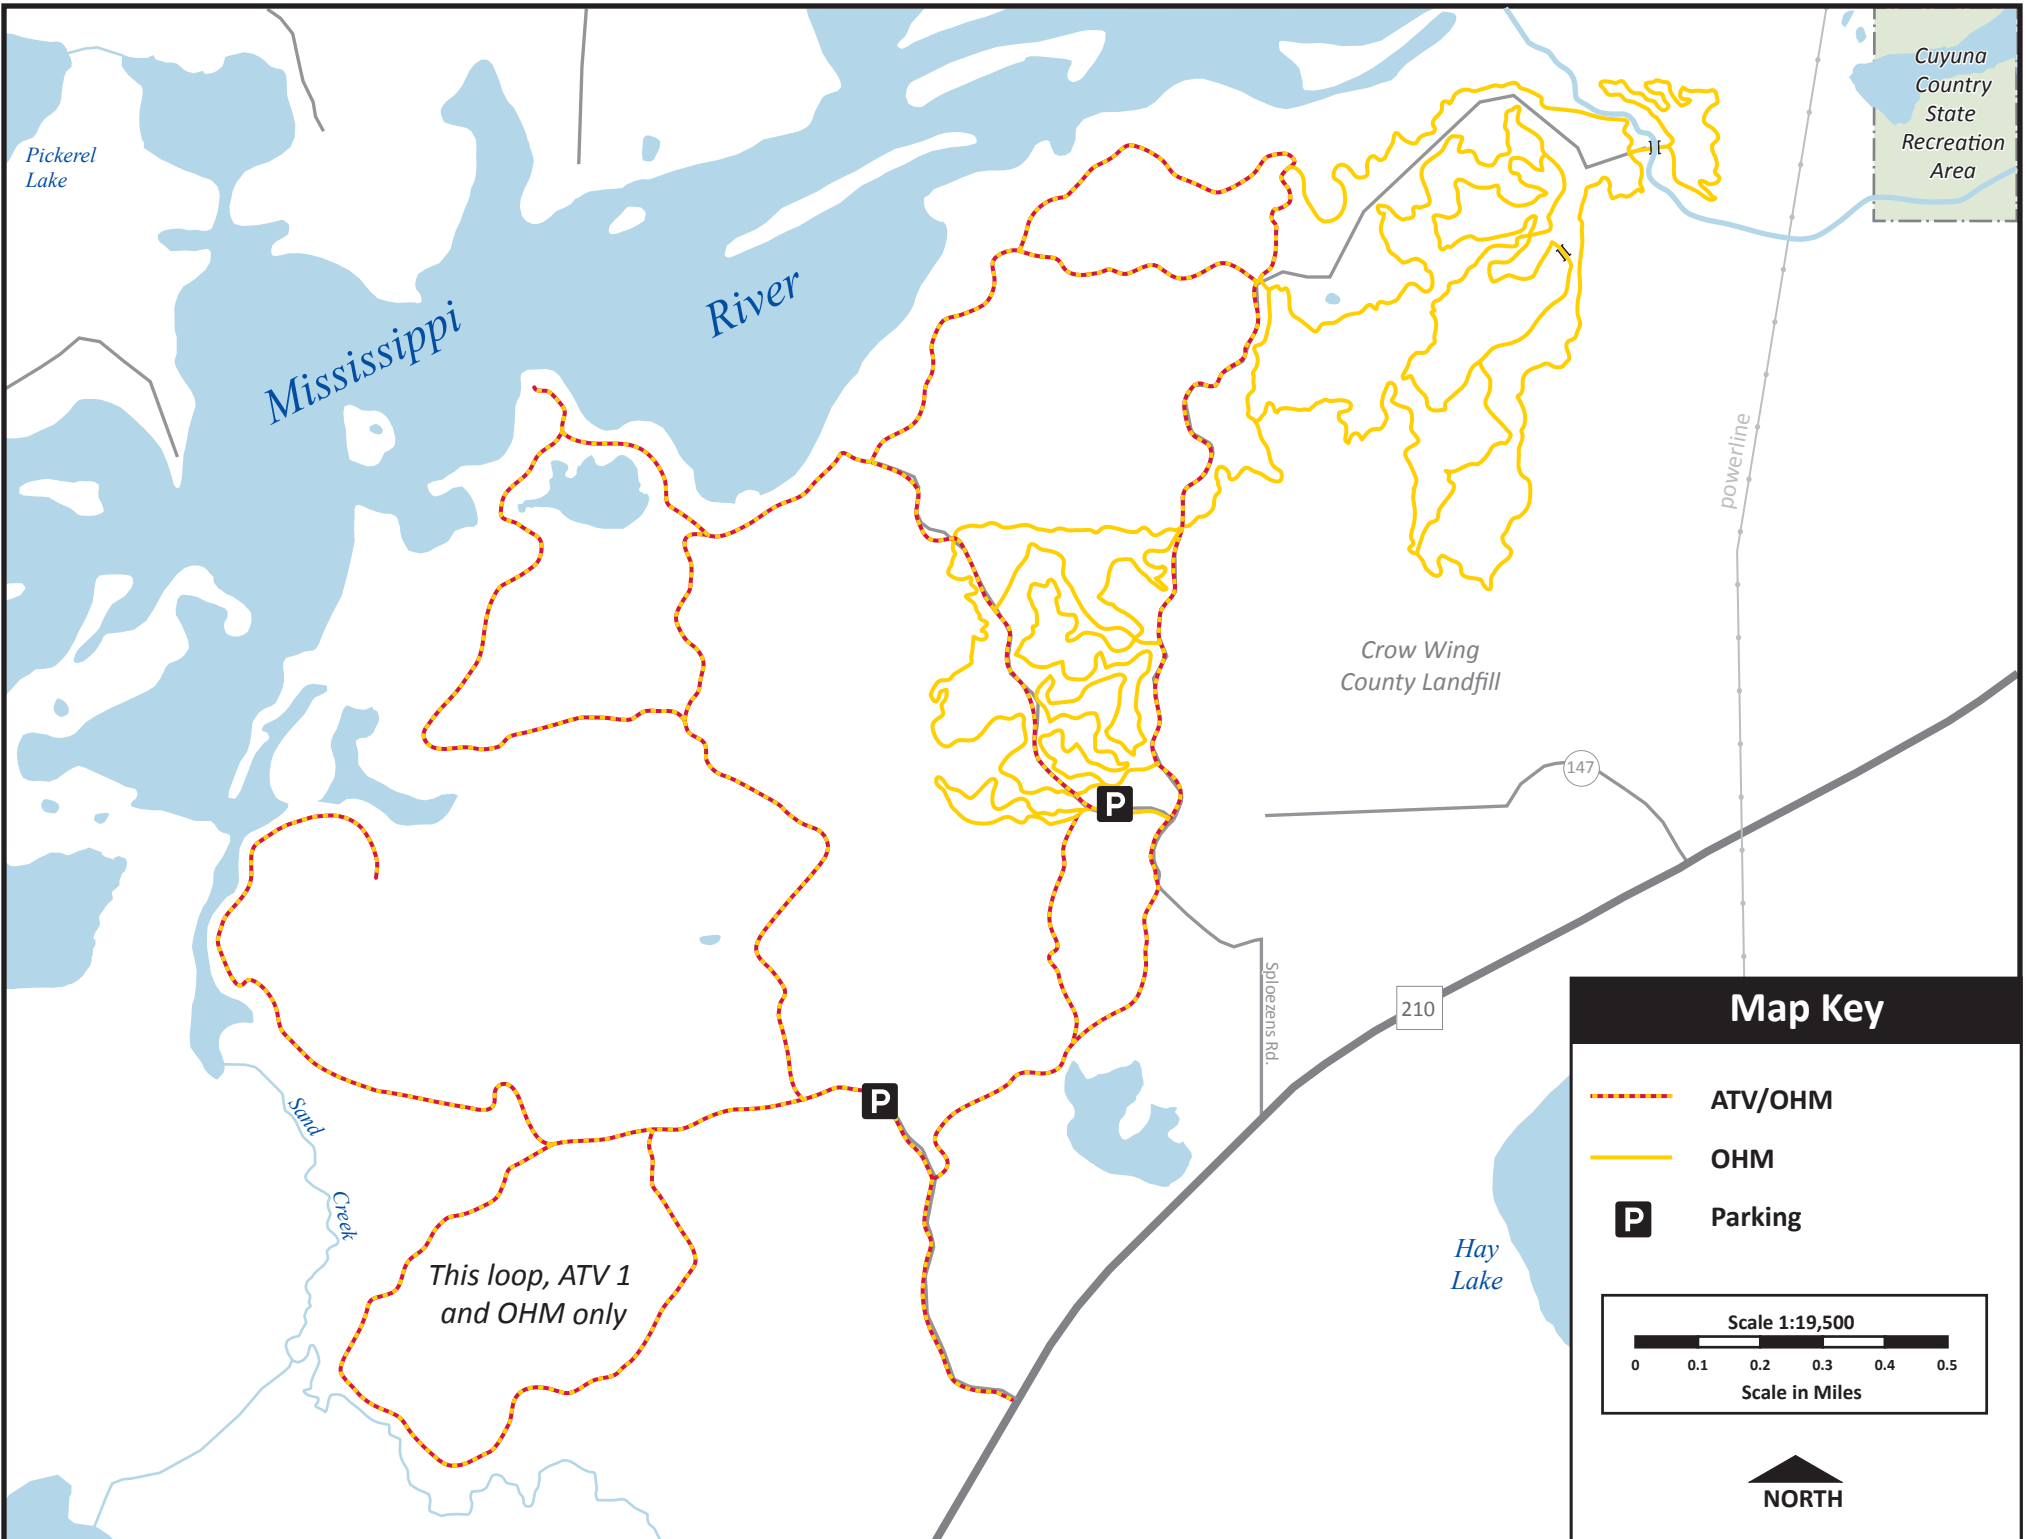 Cuyuna
Country
State
Recreation
Area
Pickerel
Lake
Mississippi
River
powerline
Crow Wing
County Landfill
147
P
Sploezens Rd.
210
P
Sand
Creek
This loop, ATV 1
and OHM only
Hay
Lake
Map Key
ATV/OHM
OHM
P Parking
Scale 1:19,500
0 0.1 0.2 0.3 0.4 0.5
Scale in Miles
NORTH